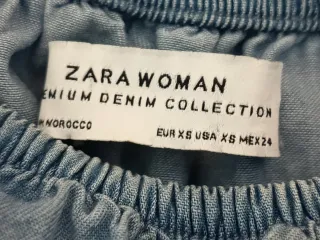 ZARA WOMAN
EMIUM DENIM COLLECTION
MOROCCO
EUR XS USA XS MEX 24